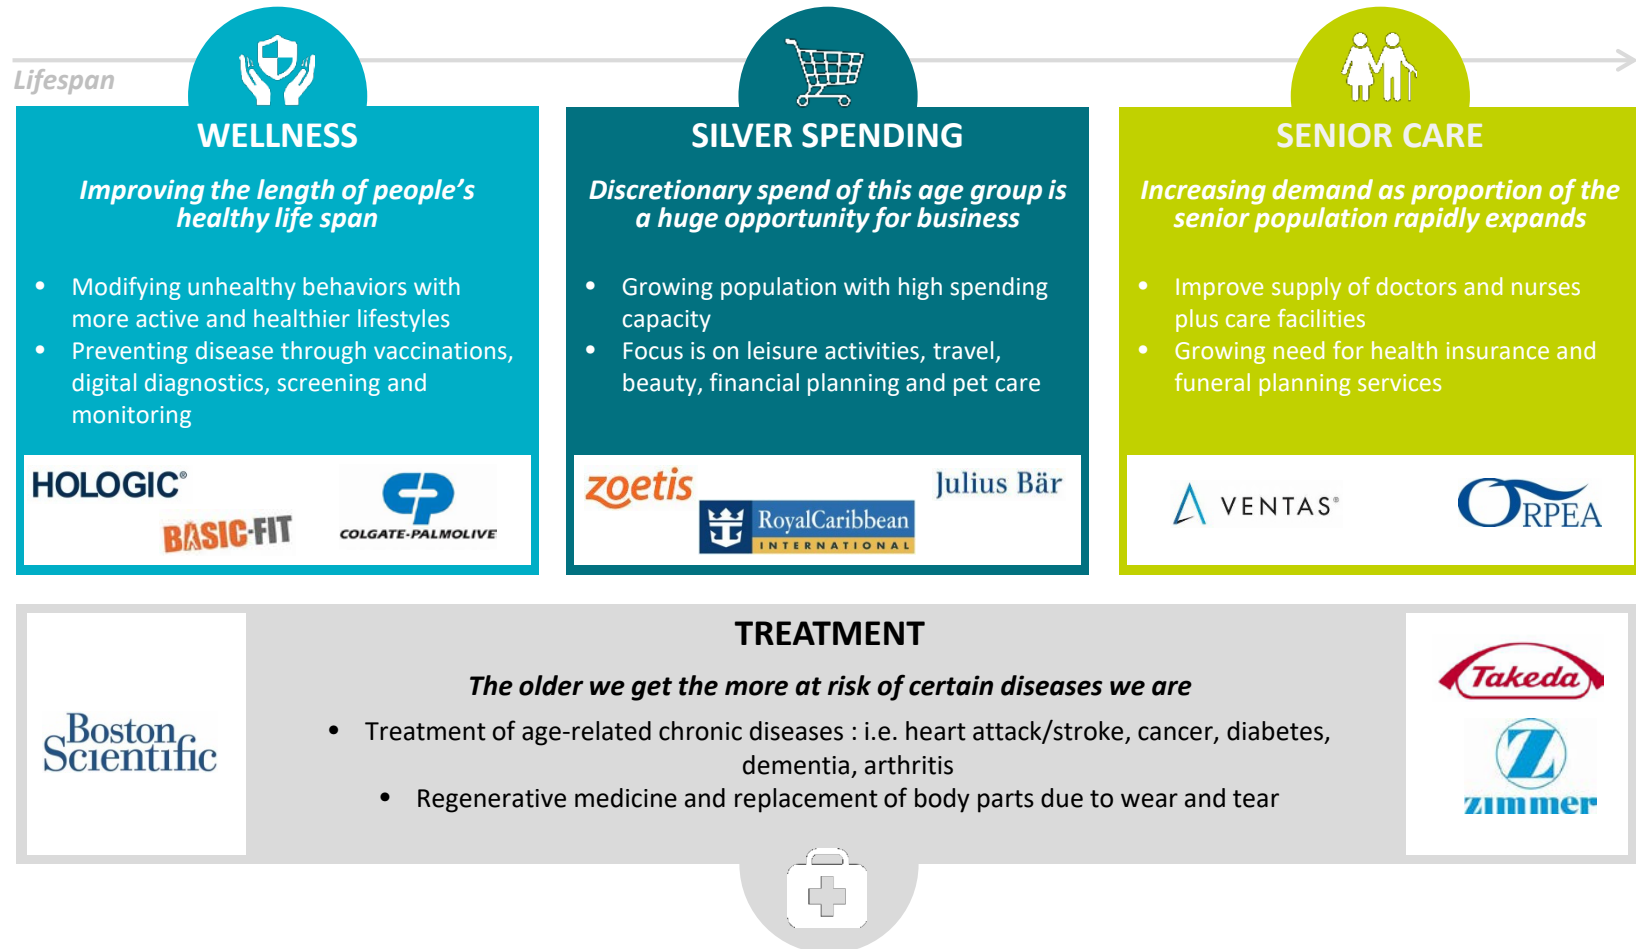 Lifespan
WELLNESS
Improving the length of people's
healthy life span
• Modifying unhealthy behaviors with
more active and healthier lifestyles
• Preventing disease through vaccinations,
digital diagnostics, screening and
monitoring
HOLOGIC®
BASIC-FIT
COLGATE-PALMOLIVE
SILVER SPENDING
Discretionary spend of this age group is
a huge opportunity for business
• Growing population with high spending
capacity
• Focus is on leisure activities, travel,
beauty, financial planning and pet care
zoetis
Julius Bär
RoyalCaribbean
INTERNATIONAL
SENIOR CARE
Increasing demand as proportion of the
senior population rapidly expands
• Improve supply of doctors and nurses
plus care facilities
• Growing need for health insurance and
funeral planning services
VENTAS®
ORPEA
TREATMENT
The older we get the more at risk of certain diseases we are
• Treatment of age-related chronic diseases : i.e. heart attack/stroke, cancer, diabetes,
dementia, arthritis
• Regenerative medicine and replacement of body parts due to wear and tear
Boston
Scientific
Takeda
Z
zimmer